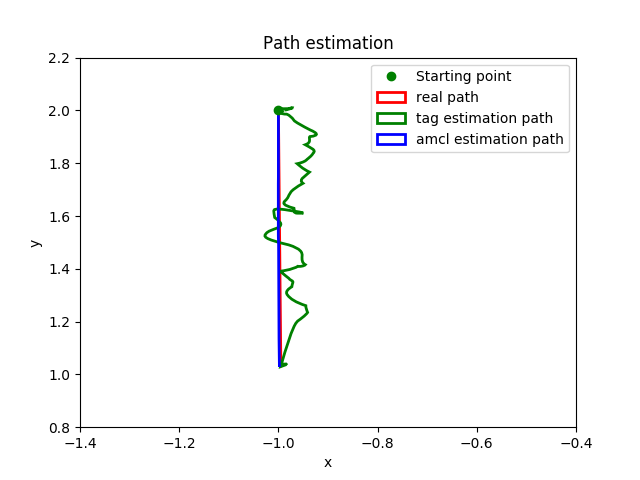 Path estimation
Starting point
real path
tag estimation path
amcl estimation path
2.2
2.0
1.8
1.6
1.4
1.2
1.0
0.8
y
−1.4
−1.2
−1.0
−0.8
−0.6
−0.4
x